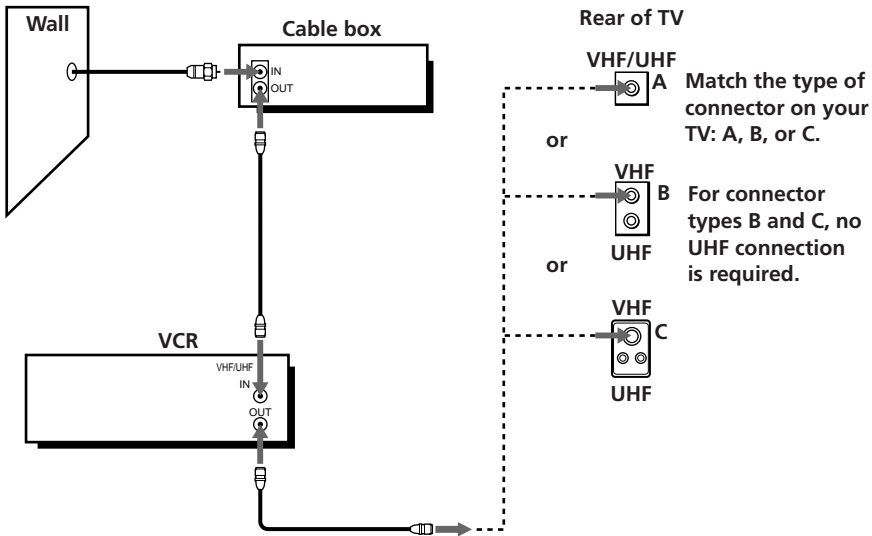 Wall
Cable box
IN
OUT
VCR
VHF/UHF
IN
OUT
Rear of TV
VHF/UHF
A
Match the type of
connector on your
TV: A, B, or C.
or
VHF
B
For connector
types B and C, no
UHF connection
is required.
UHF
or
VHF
C
UHF